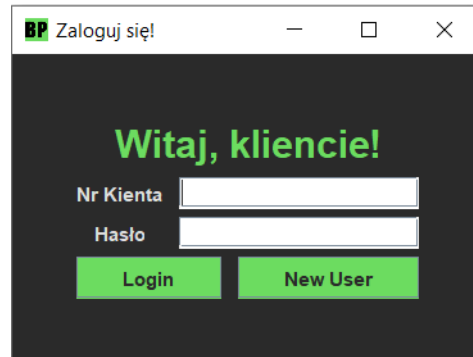 BP Zaloguj się!
Witaj, kliencie!
Nr Kienta
Hasło
Login New User